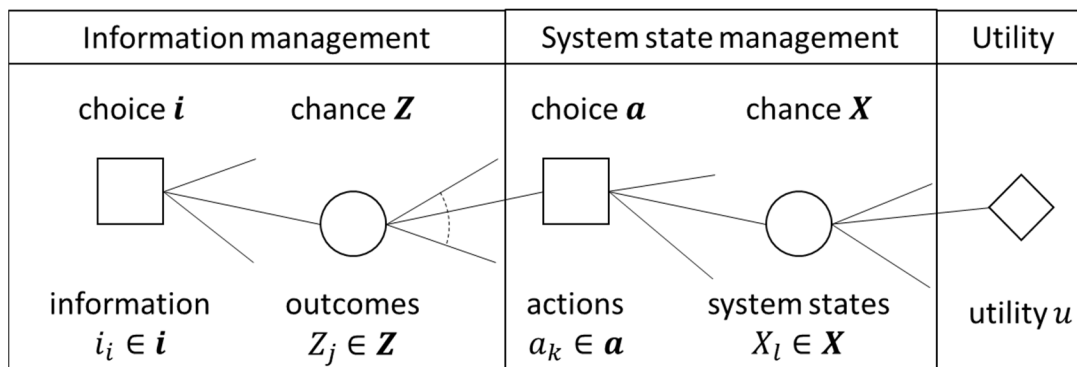 Information management
System state management
Utility
choice i
chance Z
choice a
chance X
information
i_i ∈ i
outcomes
Z_j ∈ Z
actions
a_k ∈ a
system states
X_l ∈ X
utility u